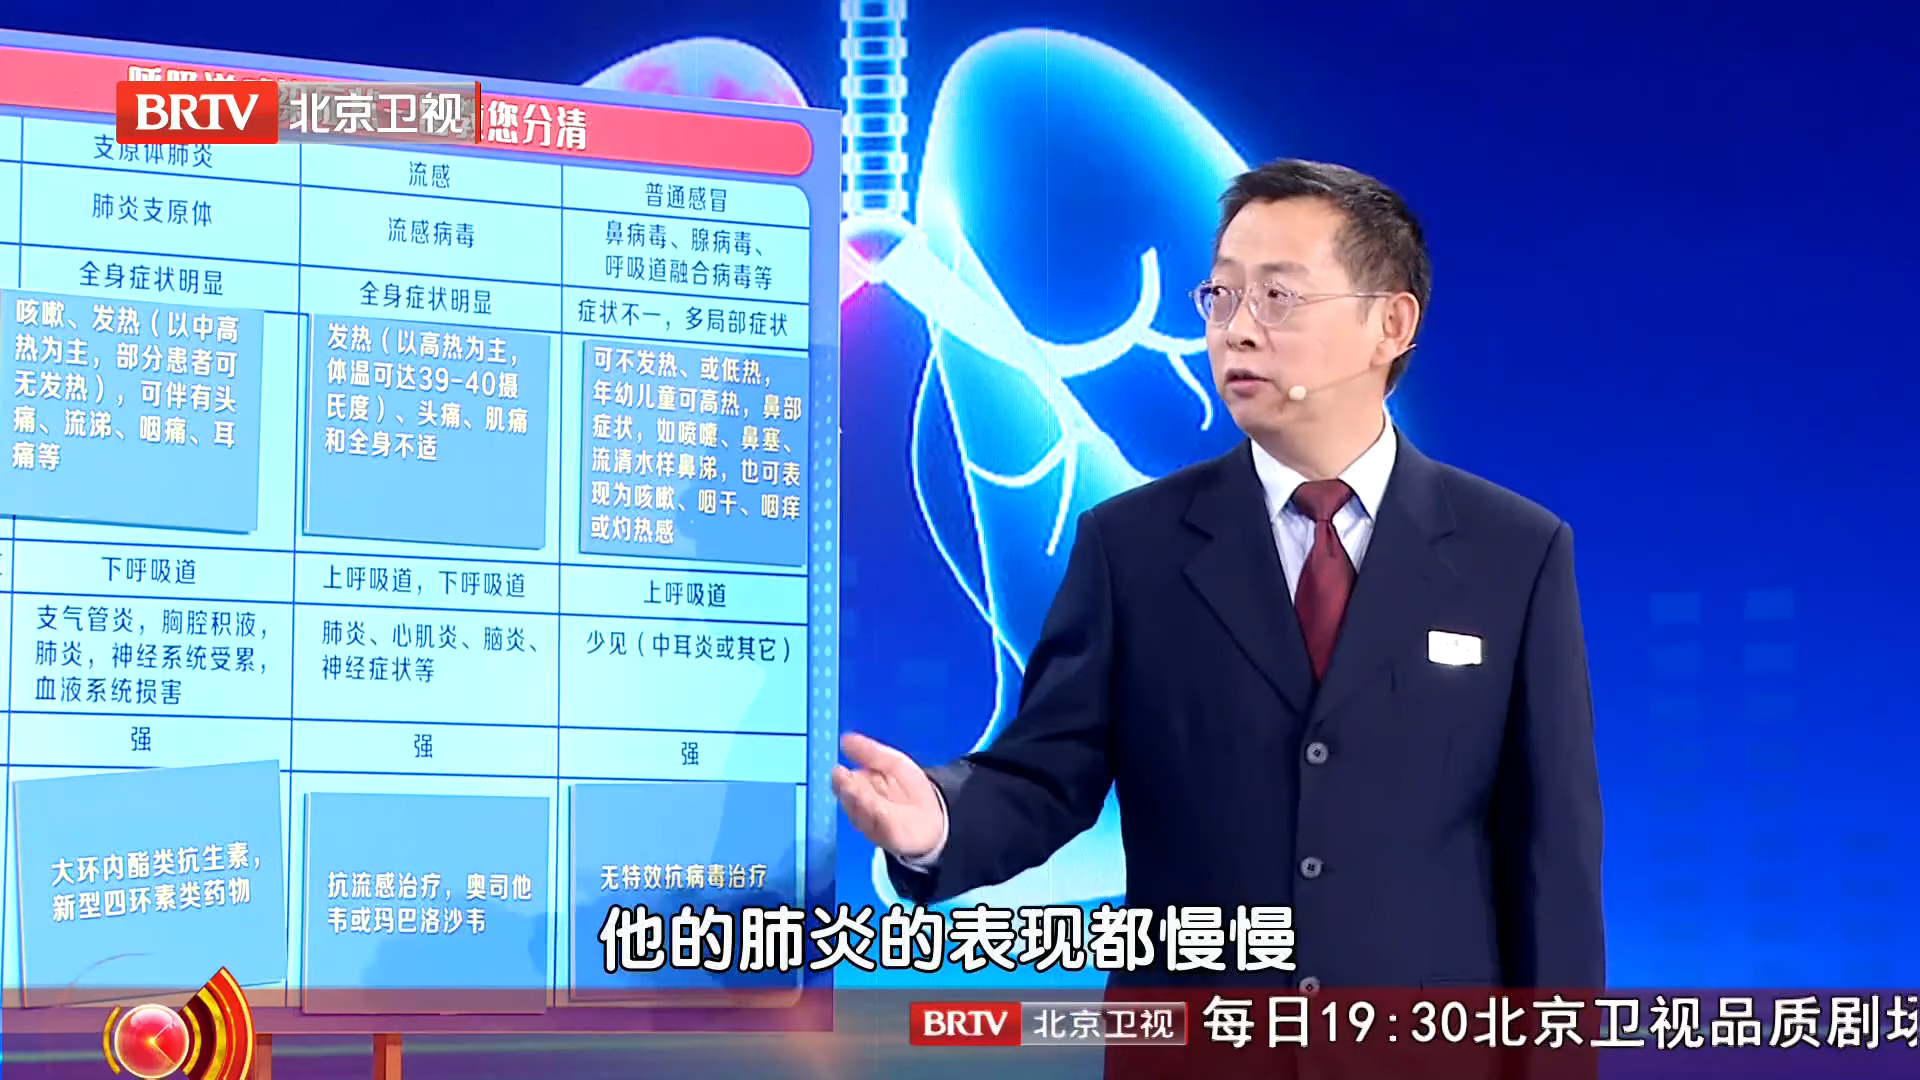 BRTV 北京卫视
您分清
支原体肺炎
流感
普通感冒
肺炎支原体
流感病毒
鼻病毒、腺病毒、
呼吸道融合病毒等
全身症状明显
全身症状明显
症状不一，多局部症状
咳嗽、发热（以中高
热为主，部分患者可
无发热），可伴有头
痛、流涕、咽痛、耳
痛等
发热（以高热为主，
体温可达39-40摄
氏度）、头痛、肌痛
和全身不适
可不发热、或低热，
年幼儿童可高热，鼻部
症状，如喷嚏、鼻塞、
流清水样鼻涕，也可表
现为咳嗽、咽干、咽痒
或灼热感
下呼吸道
上呼吸道，下呼吸道
上呼吸道
支气管炎，胸腔积液，
肺炎，神经系统受累，
血液系统损害
肺炎、心肌炎、脑炎、
神经症状等
少见（中耳炎或其它）
强
强
强
大环内酯类抗生素，
新型四环素类药物
抗流感治疗，奥司他
韦或玛巴洛沙韦
无特效抗病毒治疗
他的肺炎的表现都慢慢
BRTV 北京卫视 每日19:30北京卫视品质剧场